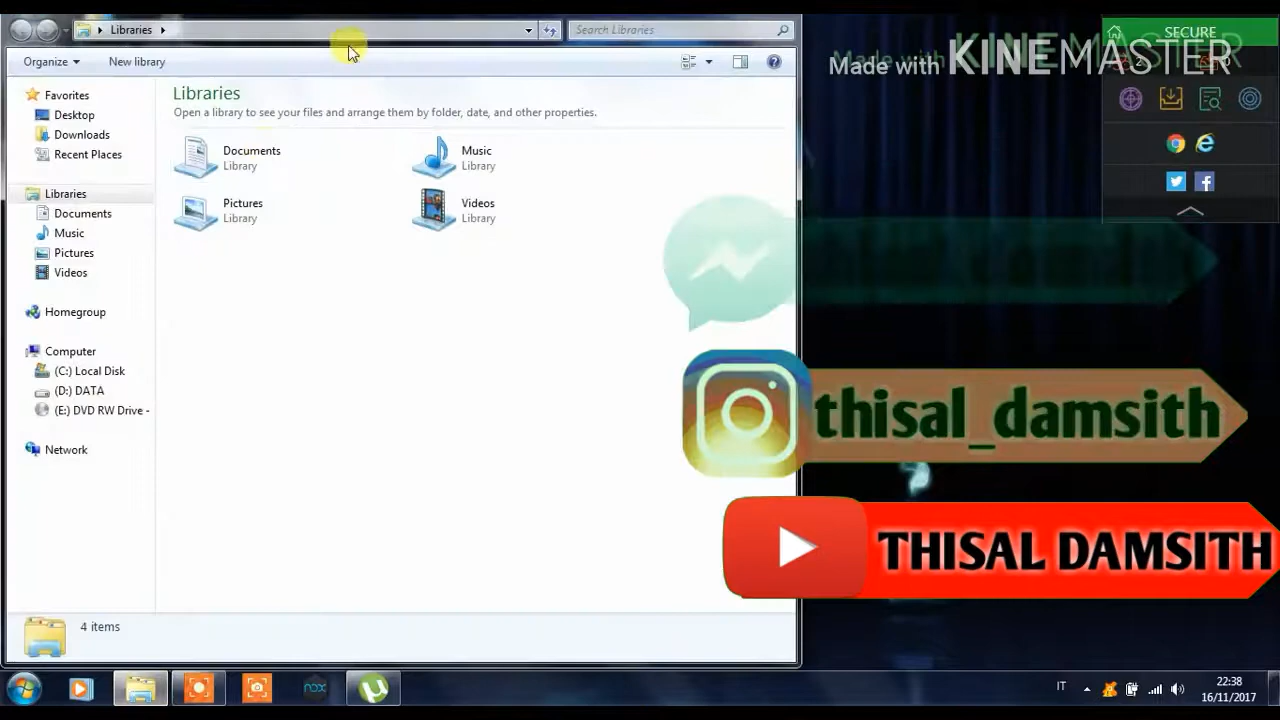 Libraries
Search Libraries
Organize
New library
Favorites
Desktop
Downloads
Recent Places
Libraries
Documents
Music
Pictures
Videos
Homegroup
Computer
(C:) Local Disk
(D:) DATA
(E:) DVD RW Drive -
Network
Libraries
Open a library to see your files and arrange them by folder, date, and other properties.
Documents
Library
Music
Library
Pictures
Library
Videos
Library
4 items
Made with KINEMASTER
SECURE
2
0
thisal_damsith
THISAL DAMSITH
nox
IT
22:38
16/11/2017